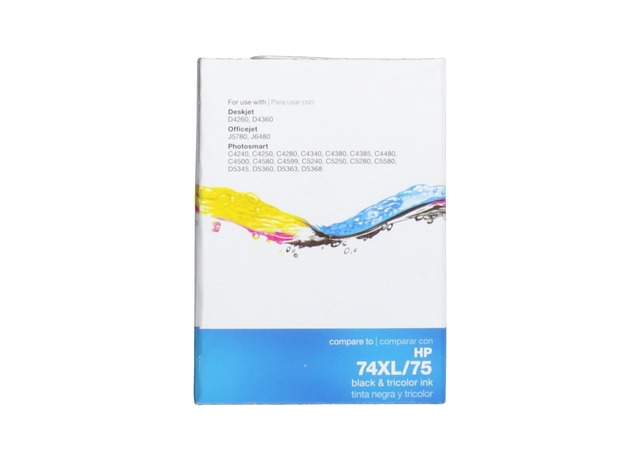 For use with | Para usar con:
Deskjet
D4260, D4360
Officejet
J5780, J6480
Photosmart
C4240, C4250, C4280, C4340, C4380, C4385, C4480,
C4500, C4580, C4599, C5240, C5250, C5280, C5580,
D5345, D5360, D5363, D5368
compare to | comparar con
HP
74XL/75
black & tricolor ink
tinta negra y tricolor